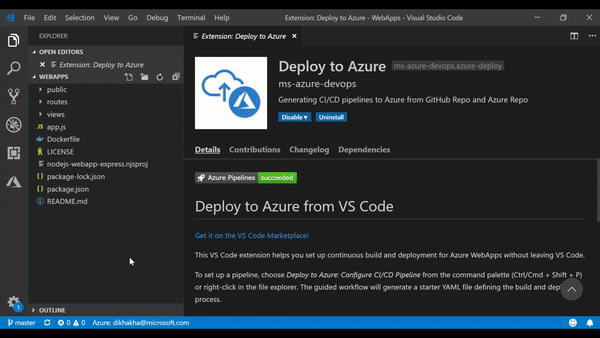 File Edit Selection View Go Debug Terminal Help Extension: Deploy to Azure - WebApps - Visual Studio Code
EXPLORER
OPEN EDITORS
Extension: Deploy to Azure
WEBAPPS
public
routes
views
JS app.js
Dockerfile
LICENSE
nodejs-webapp-express.njsproj
{} package-lock.json
{} package.json
README.md
OUTLINE
1
Extension: Deploy to Azure
Deploy to Azure ms-azure-devops.azure-deploy
ms-azure-devops
Generating CI/CD pipelines to Azure from GitHub Repo and Azure Repo
Disable Uninstall
Details Contributions Changelog Dependencies
Azure Pipelines succeeded
Deploy to Azure from VS Code
Get it on the VS Code Marketplace!
This VS Code extension helps you set up continuous build and deployment for Azure WebApps without leaving VS Code.
To set up a pipeline, choose Deploy to Azure: Configure CI/CD Pipeline from the command palette (Ctrl/Cmd + Shift + P)
or right-click in the file explorer. The guided workflow will generate a starter YAML file defining the build and
process.
master 0 0 Azure: dikhakha@microsoft.com